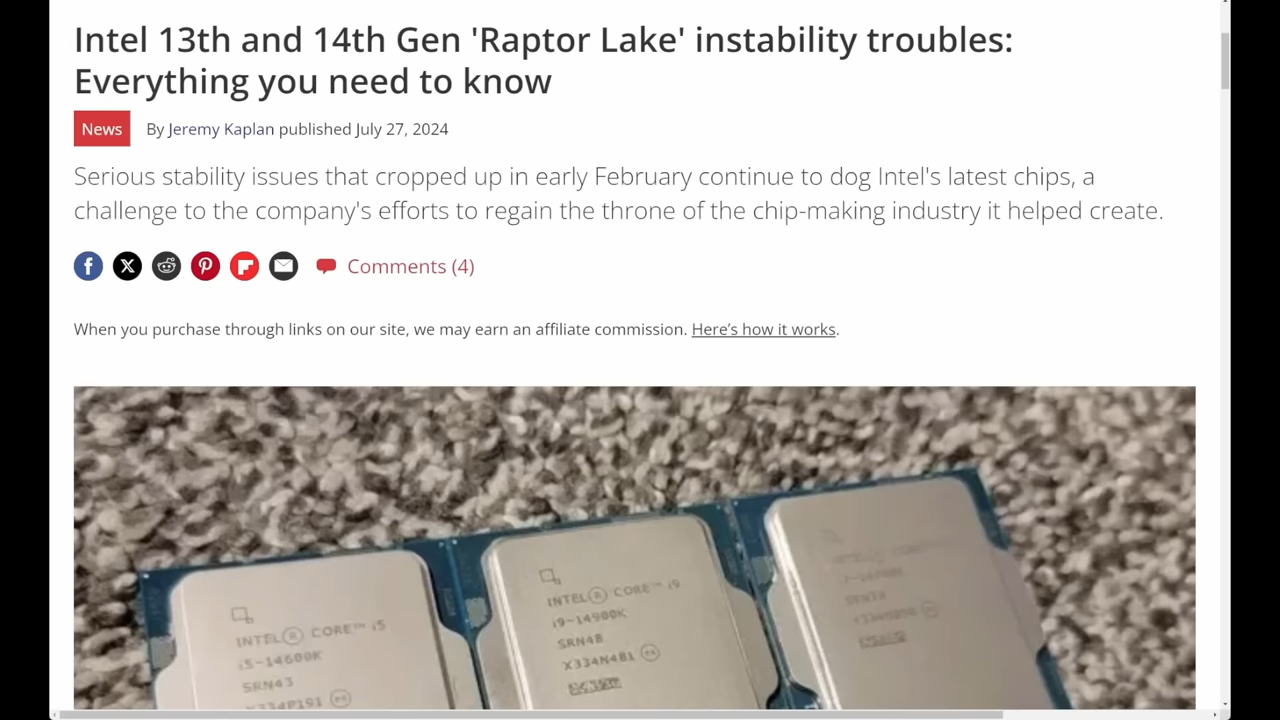 Intel 13th and 14th Gen 'Raptor Lake' instability troubles:
Everything you need to know
News By Jeremy Kaplan published July 27, 2024
Serious stability issues that cropped up in early February continue to dog Intel's latest chips, a
challenge to the company's efforts to regain the throne of the chip-making industry it helped create.
Comments (4)
When you purchase through links on our site, we may earn an affiliate commission. Here's how it works.
INTEL® CORE™ i5
i5-14600K
SRN43
X334P191
INTEL® CORE™ i9
i9-14900K
SRN48
X334N481